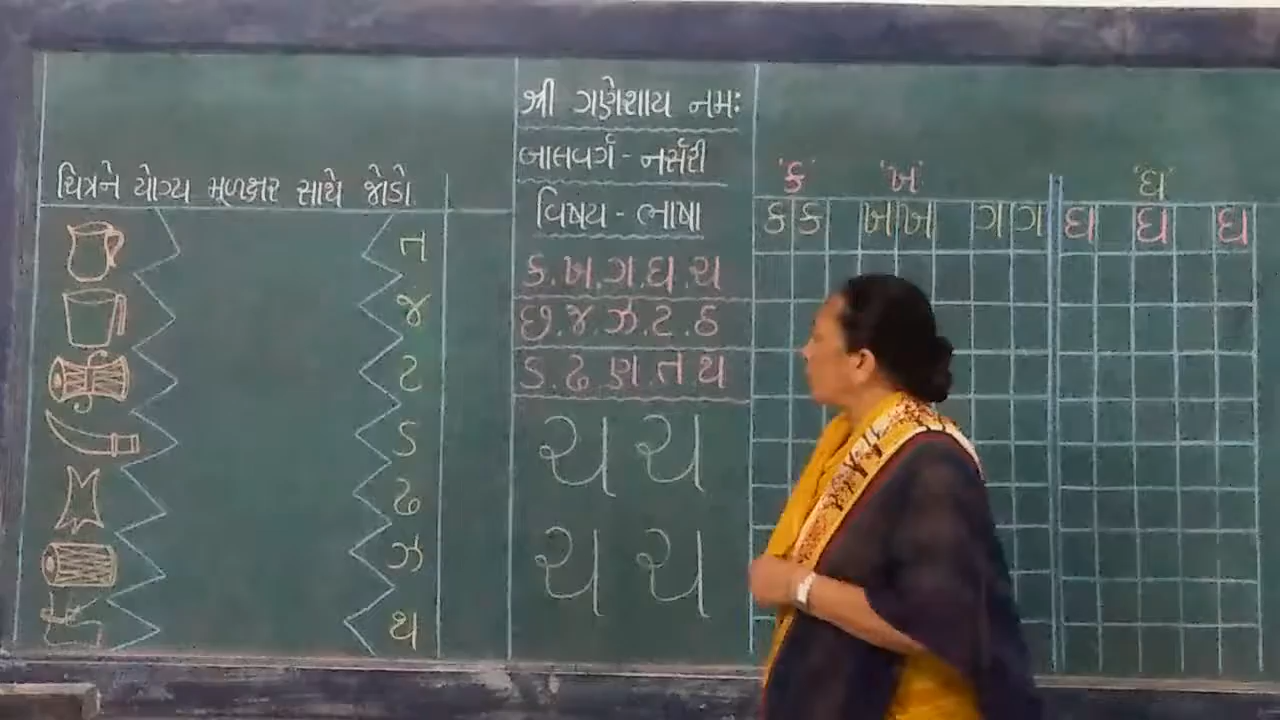 ચિત્રને યોગ્ય મૂળાક્ષર સાથે જોડો
ત
જ
ટ
ડ
ઢ
ઝ
થ
શ્રી ગણેશાય નમઃ
બાલવર્ગ - નર્સરી
વિષય - ભાષા
ક.ખ.ગ.ઘ.ચ
છ.જ.ઝ.ટ.ઠ
ડ.ઢ.ણ.ત.થ
ચ ચ
ચ ચ
'ક' 'ખ' 'ઘ'
ક ક ખ ખ ગ ગ ઘ ઘ ઘ